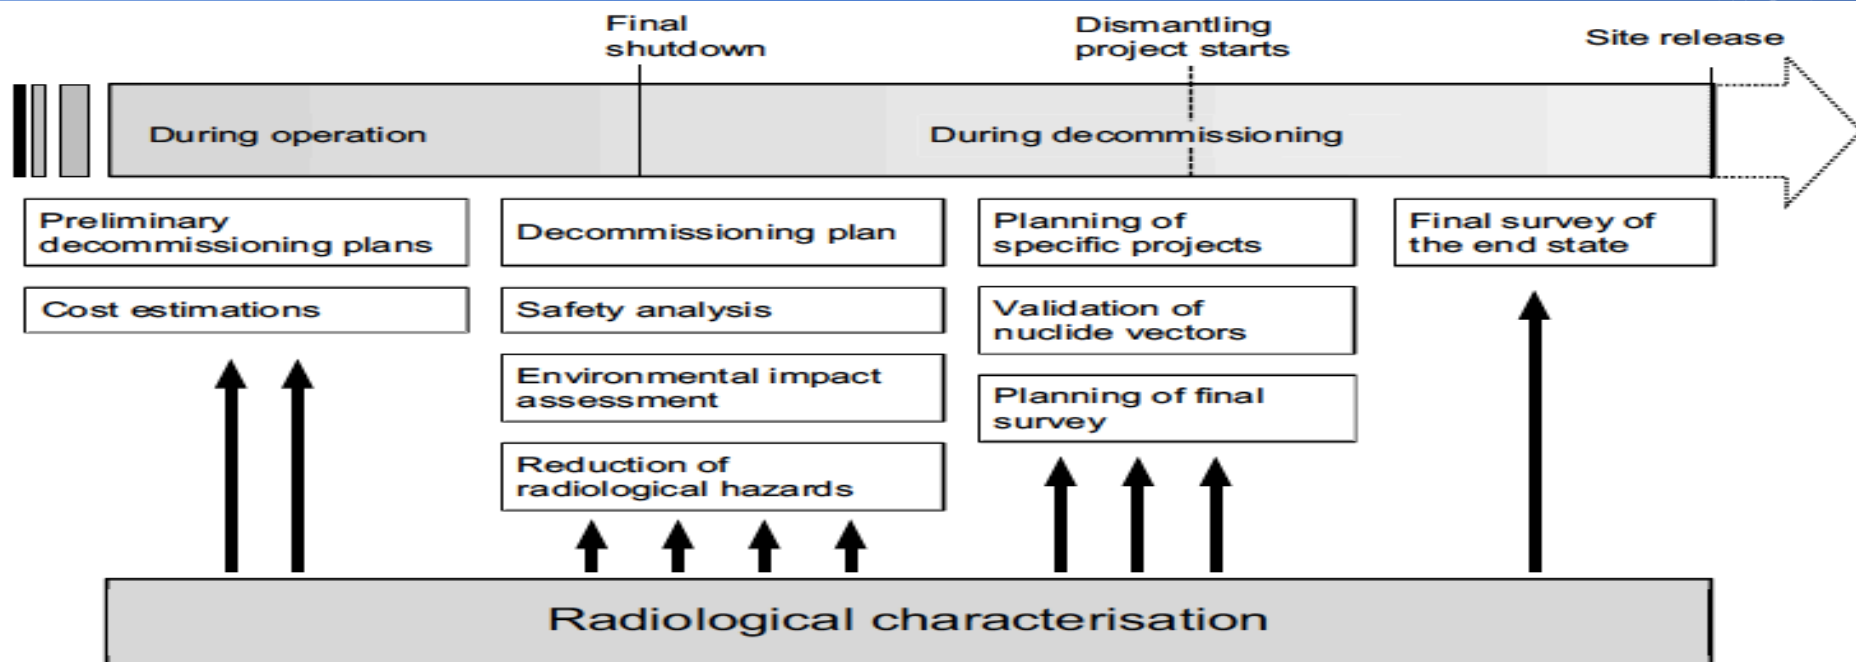 Final
shutdown
Dismantling
project starts
Site release
During operation
During decommissioning
Preliminary
decommissioning plans
Cost estimations
Decommissioning plan
Safety analysis
Environmental impact
assessment
Reduction of
radiological hazards
Planning of
specific projects
Validation of
nuclide vectors
Planning of final
survey
Final survey of
the end state
Radiological characterisation